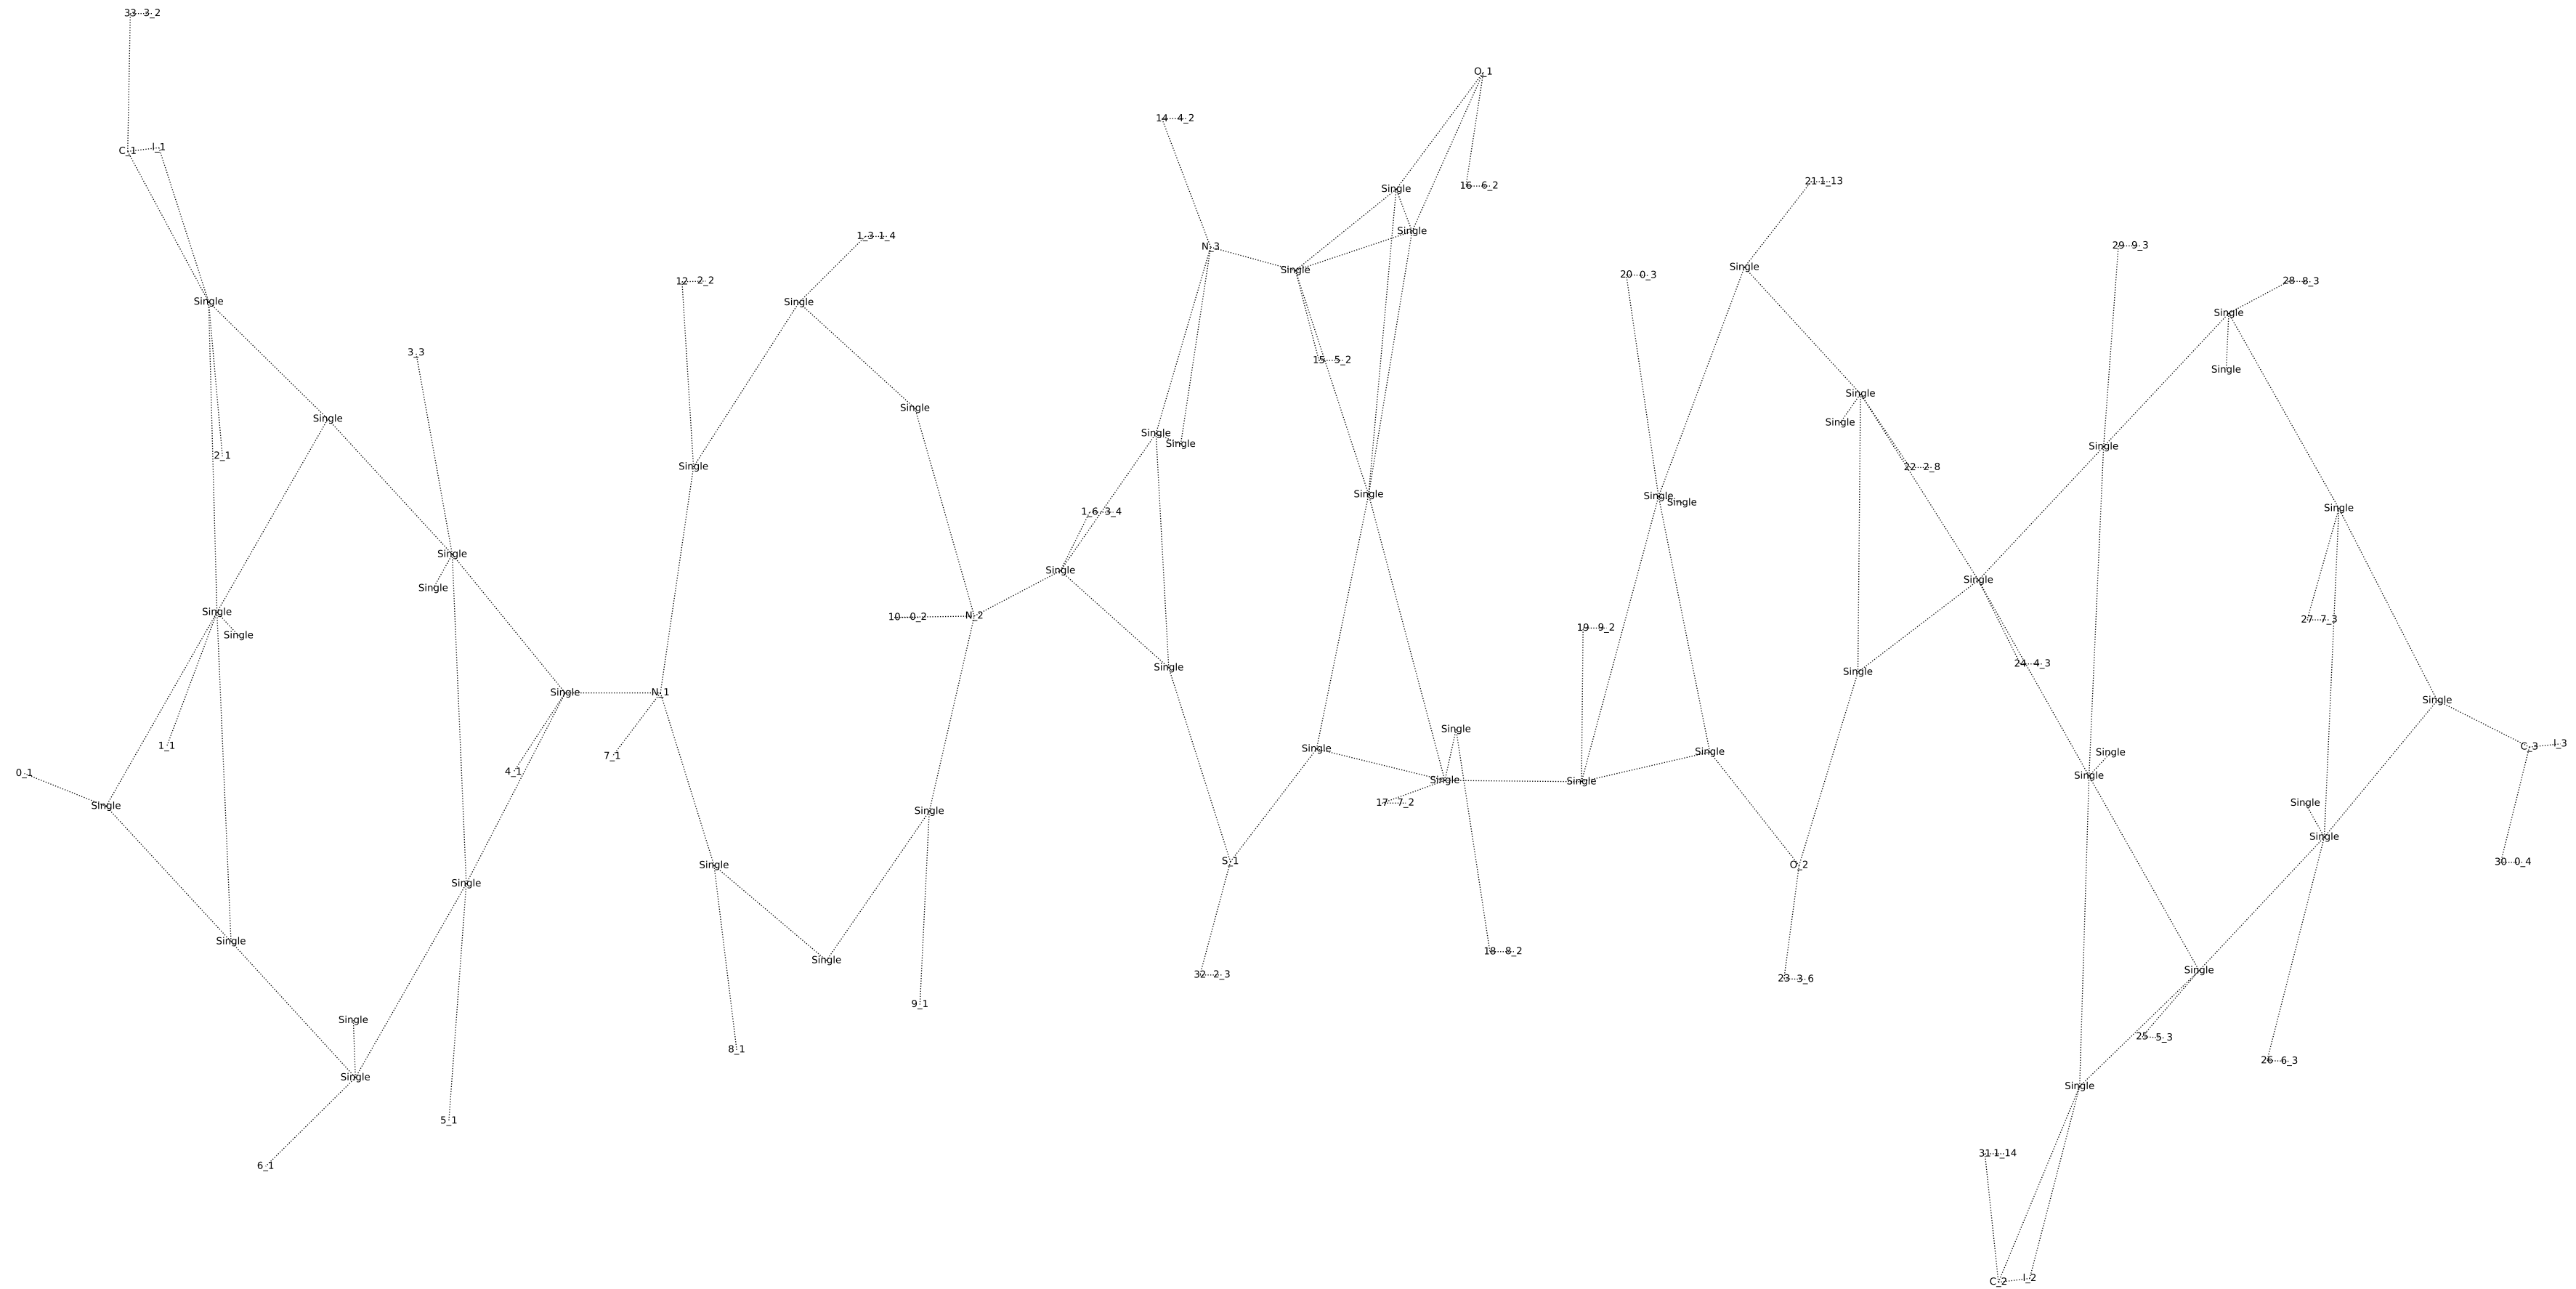 33 3_2
O_1
14 4_2
C_1 I_1
21 1_13
16 6_2
Single
1_3 1_4
Single
N_3
29 9_3
Single
20 0_3
Single
12 2_2
28 8_3
Single
Single
Single
3_3
15 5_2
Single
Single
Single
Single
Single
Single
Single
Single
2_1
Single
22 2_8
Single
Single
Single
Single
1_6 3_4
Single
Single
Single
Single
Single
10 0_2
N_2
27 7_3
19 9_2
Single
24 4_3
Single
Single
Single
N_1
Single
Single
1_1
C_3 I_3
Single
Single
Single
7_1
4_1
0_1
Single
Single
Single
17 7_2
Single
Single
Single
Single
S_1
30 0_4
Single
O_2
Single
Single
18 8_2
Single
Single
32 2_3
23 3_6
9_1
Single
25 5_3
8_1
26 6_3
Single
Single
5_1
31 1_14
6_1
C_2 I_2